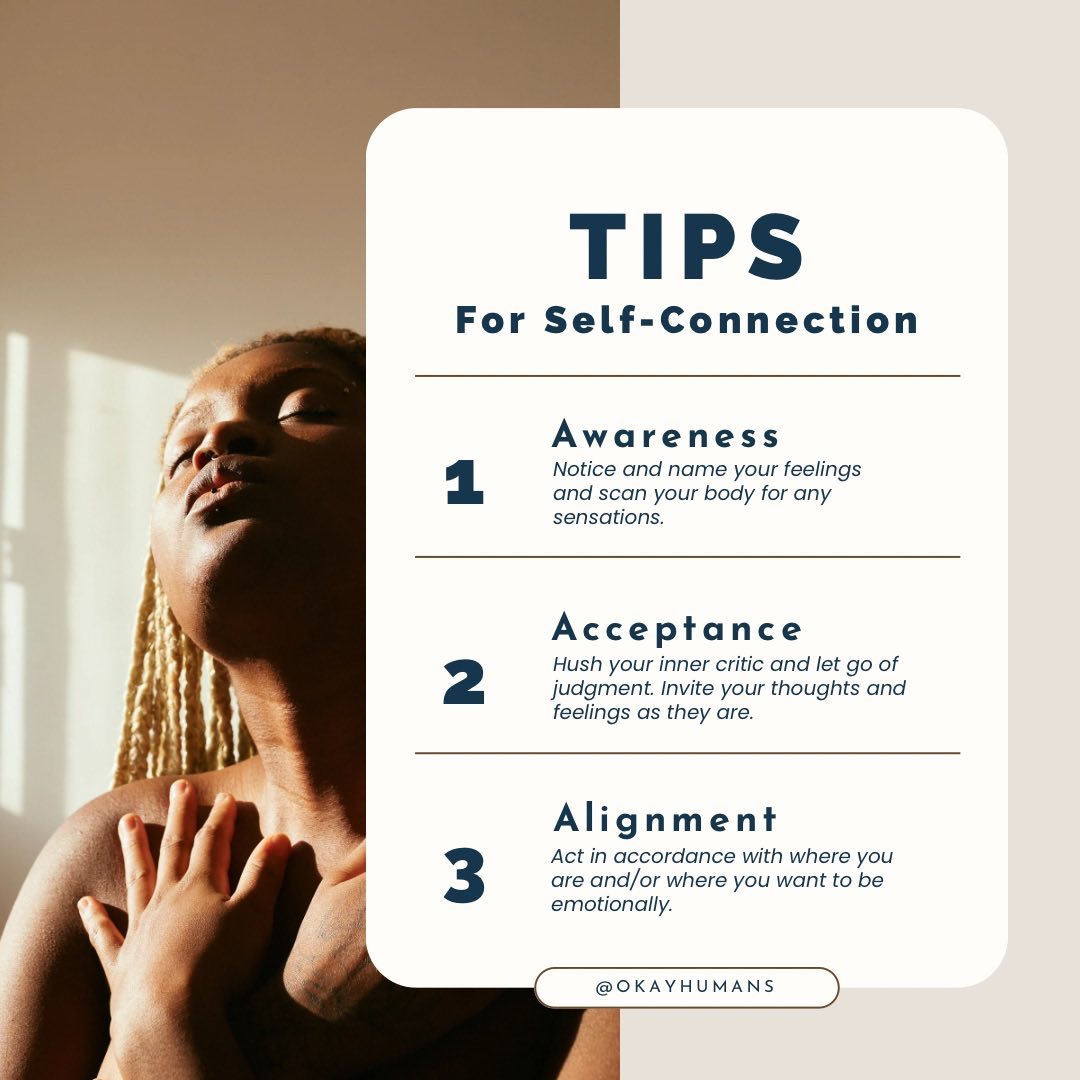 TIPS
For Self-Connection
Awareness
1
Notice and name your feelings
and scan your body for any
sensations.
Acceptance
2
Hush your inner critic and let go of
judgment. Invite your thoughts and
feelings as they are.
Alignment
3
Act in accordance with where you
are and/or where you want to be
emotionally.
@OKAYHUMANS